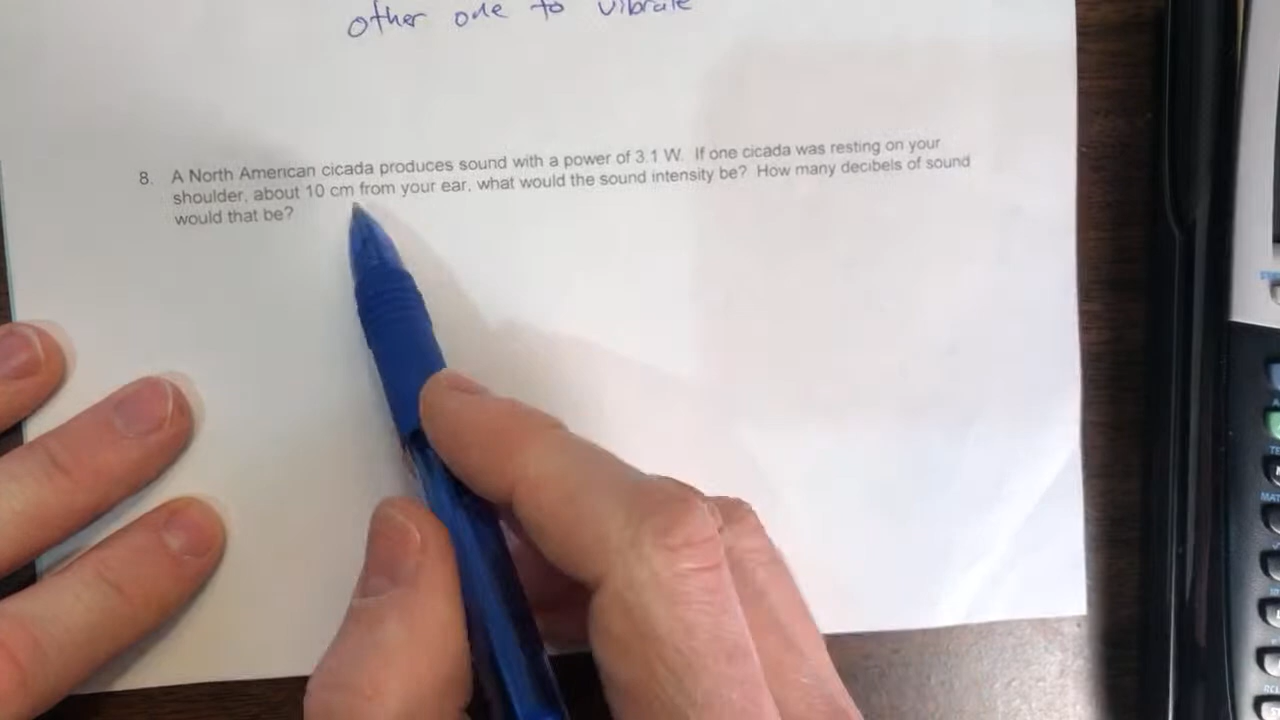 other one to vibrate
8. A North American cicada produces sound with a power of 3.1 W. If one cicada was resting on your
shoulder, about 10 cm from your ear, what would the sound intensity be? How many decibels of sound
would that be?